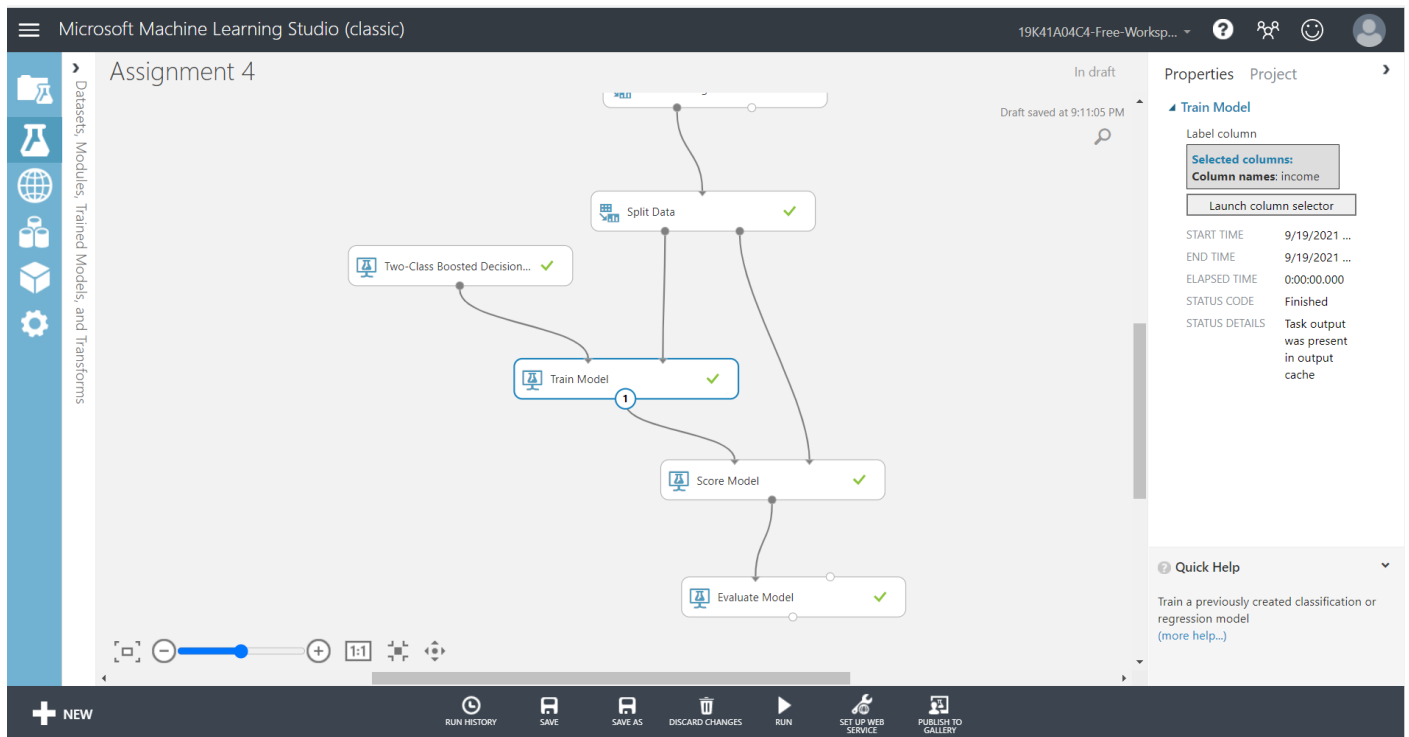 Microsoft Machine Learning Studio (classic)
19K41A04C4-Free-Worksp...
?
Datasets, Modules, Trained Models, and Transforms
Assignment 4
In draft
Draft saved at 9:11:05 PM
Split Data
Two-Class Boosted Decision...
Train Model
1
Score Model
Evaluate Model
1:1
Properties Project
Train Model
Label column
Selected columns:
Column names: income
Launch column selector
START TIME 9/19/2021 ...
END TIME 9/19/2021 ...
ELAPSED TIME 0:00:00.000
STATUS CODE Finished
STATUS DETAILS Task output
was present
in output
cache
? Quick Help
Train a previously created classification or
regression model
(more help...)
NEW
RUN HISTORY
SAVE
SAVE AS
DISCARD CHANGES
RUN
SET UP WEB
SERVICE
PUBLISH TO
GALLERY